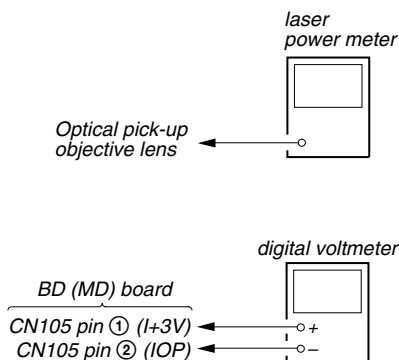 laser
power meter
Optical pick-up
objective lens
digital voltmeter
BD (MD) board
CN105 pin ① (I+3V)
CN105 pin ② (IOP)
+
–